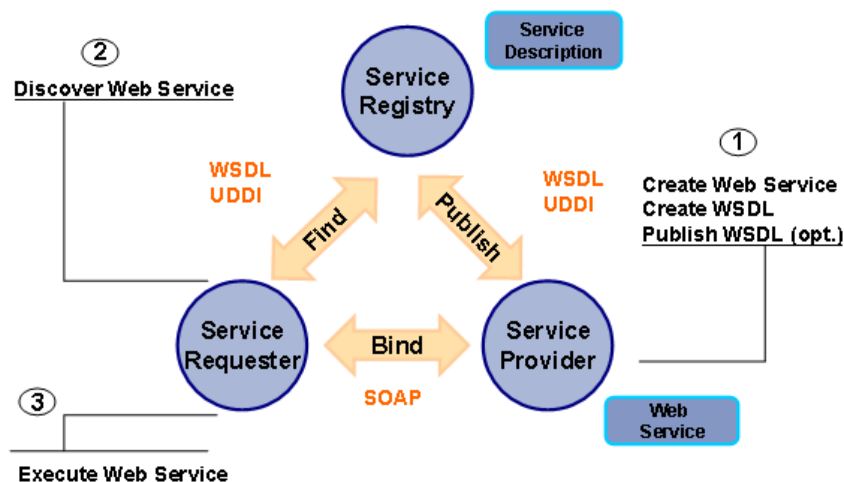 Service
Description
2
Discover Web Service
Service
Registry
1
WSDL
UDDI
WSDL
UDDI
Create Web Service
Create WSDL
Publish WSDL (opt.)
Find
Publish
Service
Requester
Bind
Service
Provider
SOAP
3
Web
Service
Execute Web Service